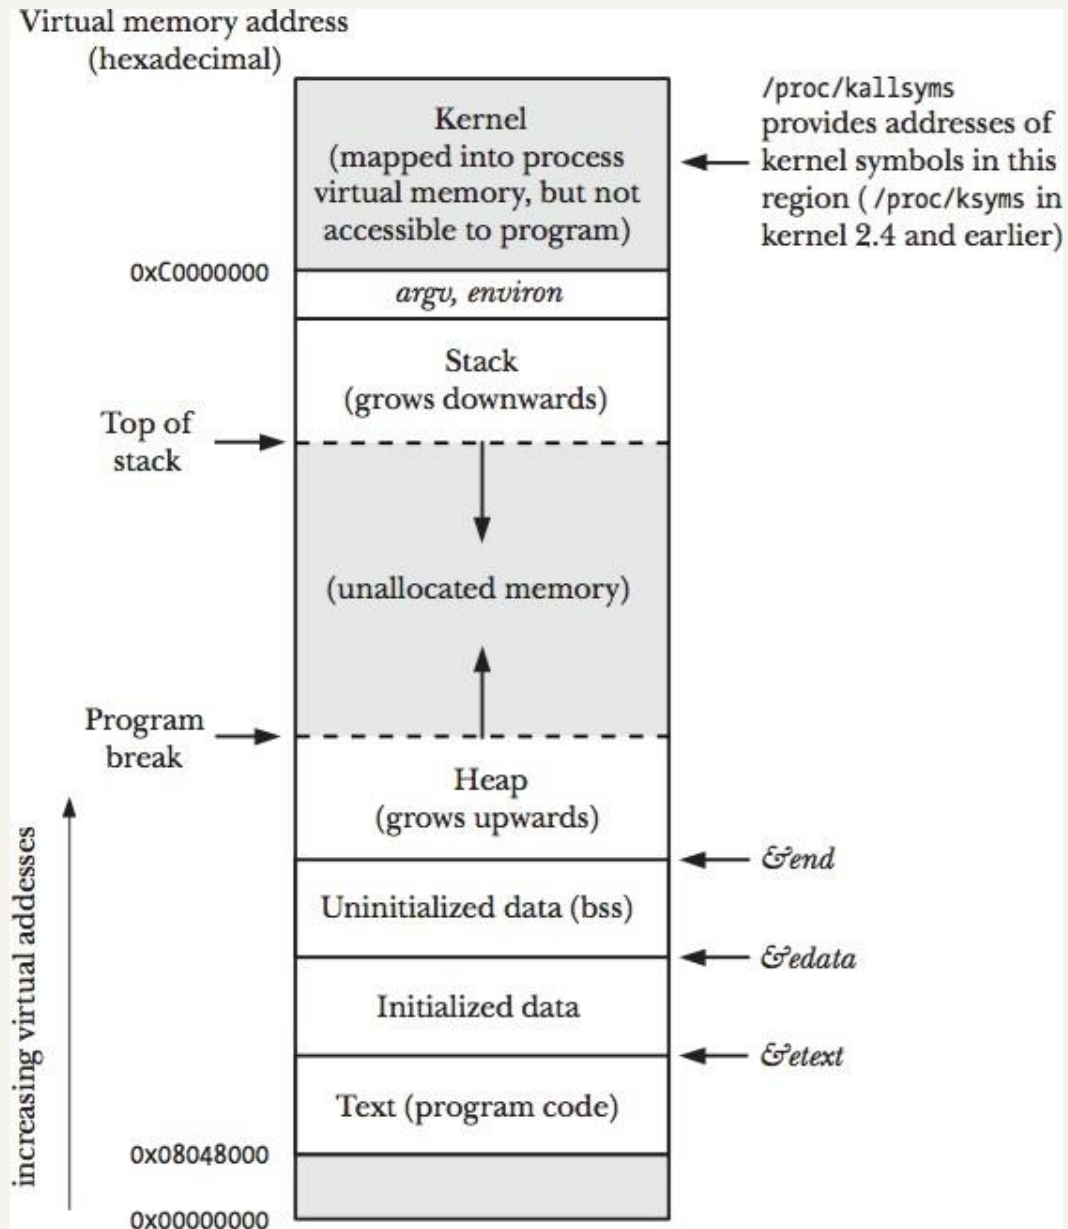 Virtual memory address
(hexadecimal)
/proc/kallsyms
provides addresses of
kernel symbols in this
region (/proc/ksyms in
kernel 2.4 and earlier)
Kernel
(mapped into process
virtual memory, but not
accessible to program)
0xC0000000
argv, environ
Stack
(grows downwards)
Top of
stack
(unallocated memory)
Program
break
Heap
(grows upwards)
&end
Uninitialized data (bss)
&edata
Initialized data
&etext
Text (program code)
0x08048000
0x00000000
increasing virtual addesses